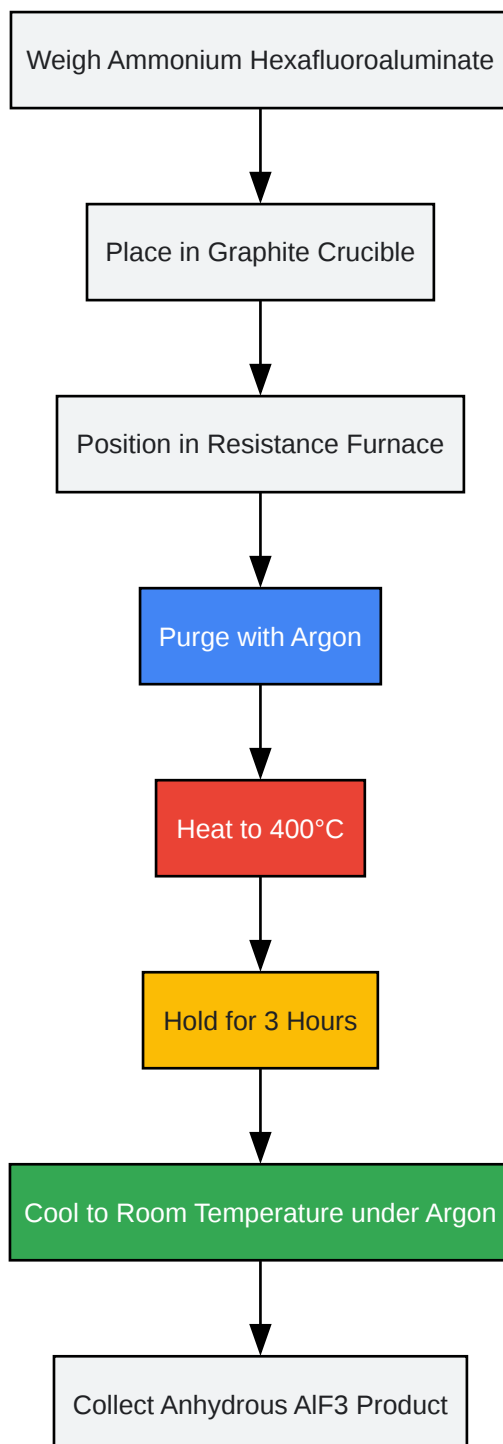 Weigh Ammonium Hexafluoroaluminate
Place in Graphite Crucible
Position in Resistance Furnace
Purge with Argon
Heat to 400°C
Hold for 3 Hours
Cool to Room Temperature under Argon
Collect Anhydrous AlF3 Product